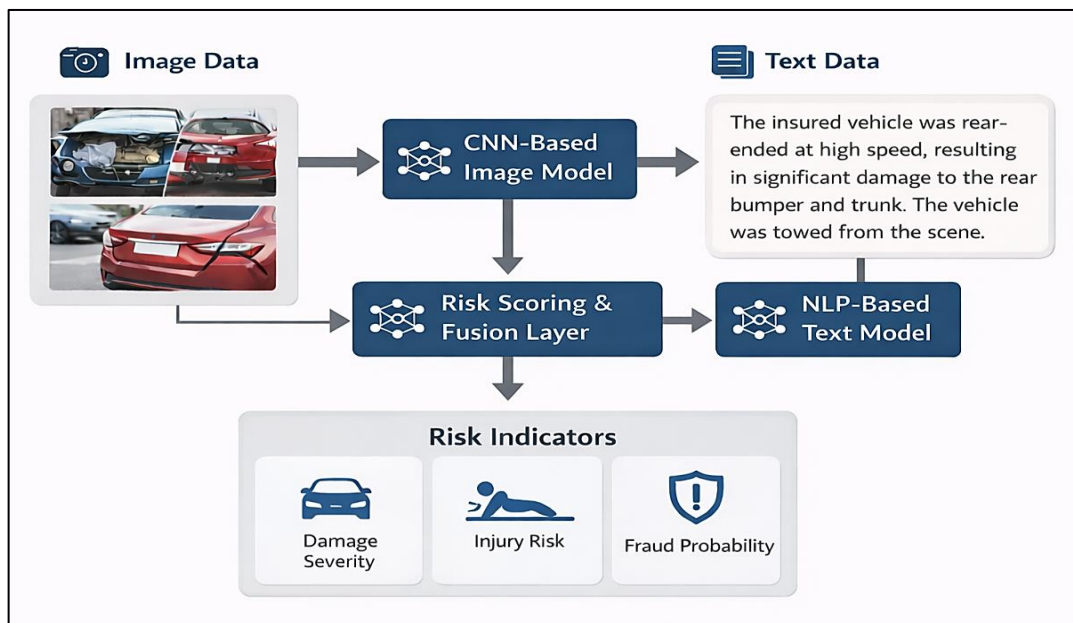 Image Data
Text Data
CNN-Based
Image Model
The insured vehicle was rear-
ended at high speed, resulting
in significant damage to the rear
bumper and trunk. The vehicle
was towed from the scene.
Risk Scoring &
Fusion Layer
NLP-Based
Text Model
Risk Indicators
Damage
Severity
Injury Risk
Fraud Probability